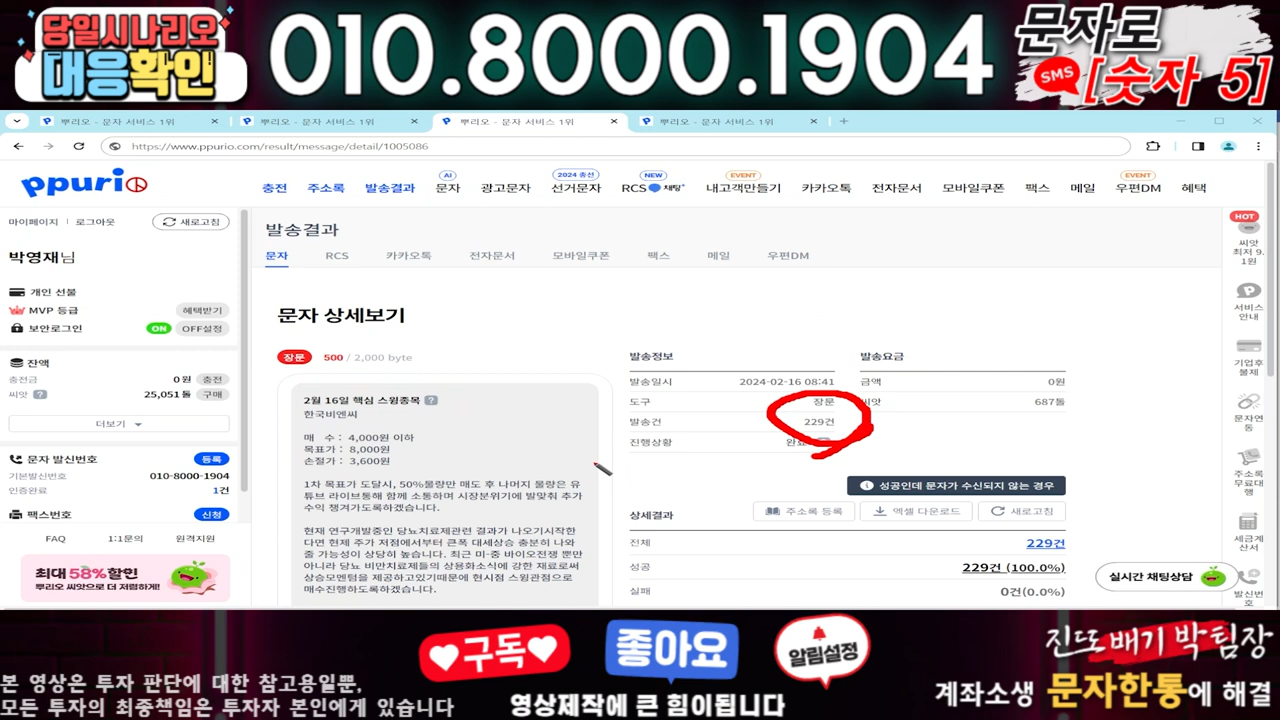 당일시나리오
대응확인
010.8000.1904
문자로
SMS
[숫자 5]
뿌리오 - 문자 서비스 1위
뿌리오 - 문자 서비스 1위
뿌리오 - 문자 서비스 1위
뿌리오 - 문자 서비스 1위
https://www.ppurio.com/result/message/detail/1005086
ppurio
충전
주소록
발송결과
AI
문자
광고문자
2024 총선
선거문자
NEW
RCS 채팅+
EVENT
내고객만들기
카카오톡
전자문서
모바일쿠폰
팩스
메일
EVENT
우편DM
혜택
마이페이지 | 로그아웃
새로고침
박영재님
개인 선불
MVP 등급
혜택받기
보안로그인
ON OFF설정
잔액
충전금 0원 충전
씨앗 ? 25,051톨 구매
더보기
문자 발신번호 등록
기본발신번호 010-8000-1904
인증완료 1건
팩스번호 신청
FAQ 1:1문의 원격지원
최대 58%할인
뿌리오 씨앗으로 더 저렴하게!
발송결과
문자 RCS 카카오톡 전자문서 모바일쿠폰 팩스 메일 우편DM
문자 상세보기
장문 500 / 2,000 byte
2월 16일 핵심 스윙종목 ?
한국비엔씨
매 수 : 4,000원 이하
목표가 : 8,000원
손절가 : 3,600원
1차 목표가 도달시, 50%물량만 매도 후 나머지 물량은 유
튜브 라이브통해 함께 소통하며 시장분위기에 발맞춰 추가
수익 챙겨가도록하겠습니다.
현재 연구개발중인 당뇨치료제관련 결과가 나오기시작한
다면 현재 주가 저점에서부터 큰폭 대세상승 충분히 나와
줄 가능성이 상당히 높습니다. 최근 미-중 바이오전쟁 뿐만
아니라 당뇨 비만치료제들의 상용화소식에 강한 재료로써
상승모멘텀을 제공하고있기때문에 현시점 스윙관점으로
매수진행하도록하겠습니다.
발송정보
발송일시 2024-02-16 08:41
도구 장문
발송건 229건
진행상황
발송요금
금액 0원
687톨
성공인데 문자가 수신되지 않는 경우
상세결과
주소록 등록
엑셀 다운로드
새로고침
전체 229건
성공 229건 (100.0%)
실패 0건(0.0%)
실시간 채팅상담
HOT
씨앗
최저 9.
1원
서비스
안내
기업후
불제
문자연
동
주소록
무료대
행
세금계
산서
발신번
호
본 영상은 투자 판단에 대한 참고용일뿐,
모든 투자의 최종책임은 투자자 본인에게 있습니다
구독
좋아요
알림설정
영상제작에 큰 힘이됩니다
진또배기 박팀장
계좌소생 문자한통에 해결